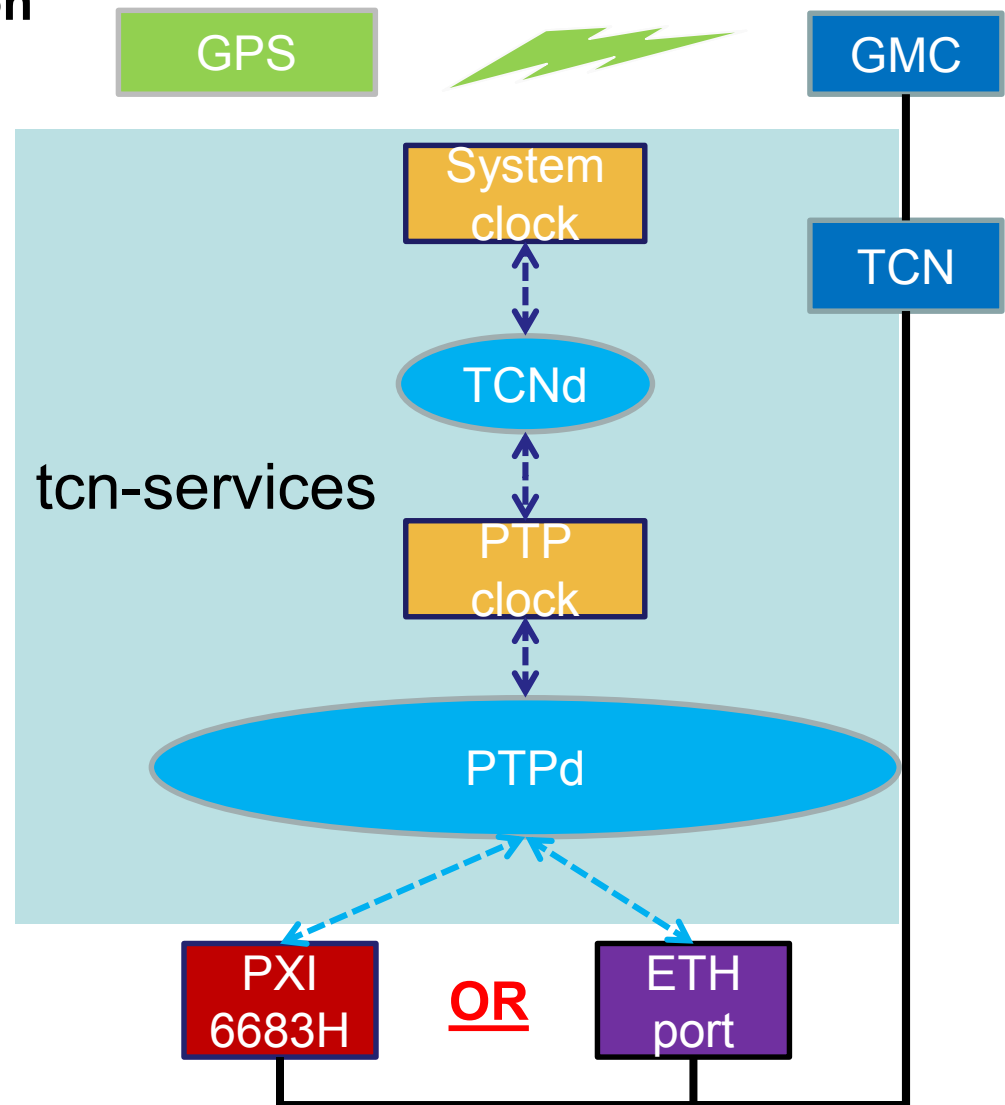 GPS
GMC
System
clock
TCN
TCNd
tcn-services
PTP
clock
PTPd
PXI
6683H
OR
ETH
port